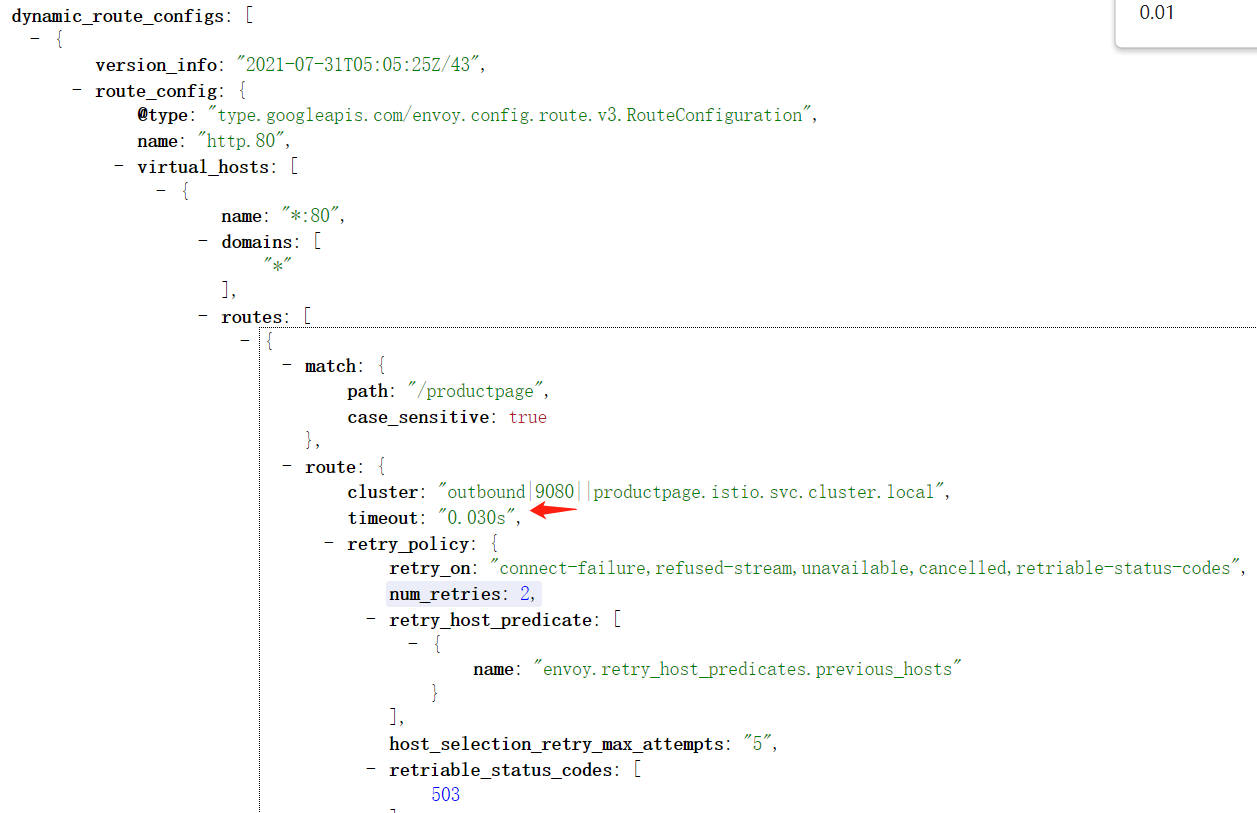 0.01
dynamic_route_configs: [
- {
version_info: "2021-07-31T05:05:25Z/43",
- route_config: {
@type: "type.googleapis.com/envoy.config.route.v3.RouteConfiguration",
name: "http.80",
- virtual_hosts: [
- {
name: "*:80",
- domains: [
"*"
],
- routes: [
- {
- match: {
path: "/productpage",
case_sensitive: true
},
- route: {
cluster: "outbound|9080||productpage.istio.svc.cluster.local",
timeout: "0.030s",
- retry_policy: {
retry_on: "connect-failure,refused-stream,unavailable,cancelled,retriable-status-codes",
num_retries: 2,
- retry_host_predicate: [
- {
name: "envoy.retry_host_predicates.previous_hosts"
}
],
host_selection_retry_max_attempts: "5",
- retriable_status_codes: [
503